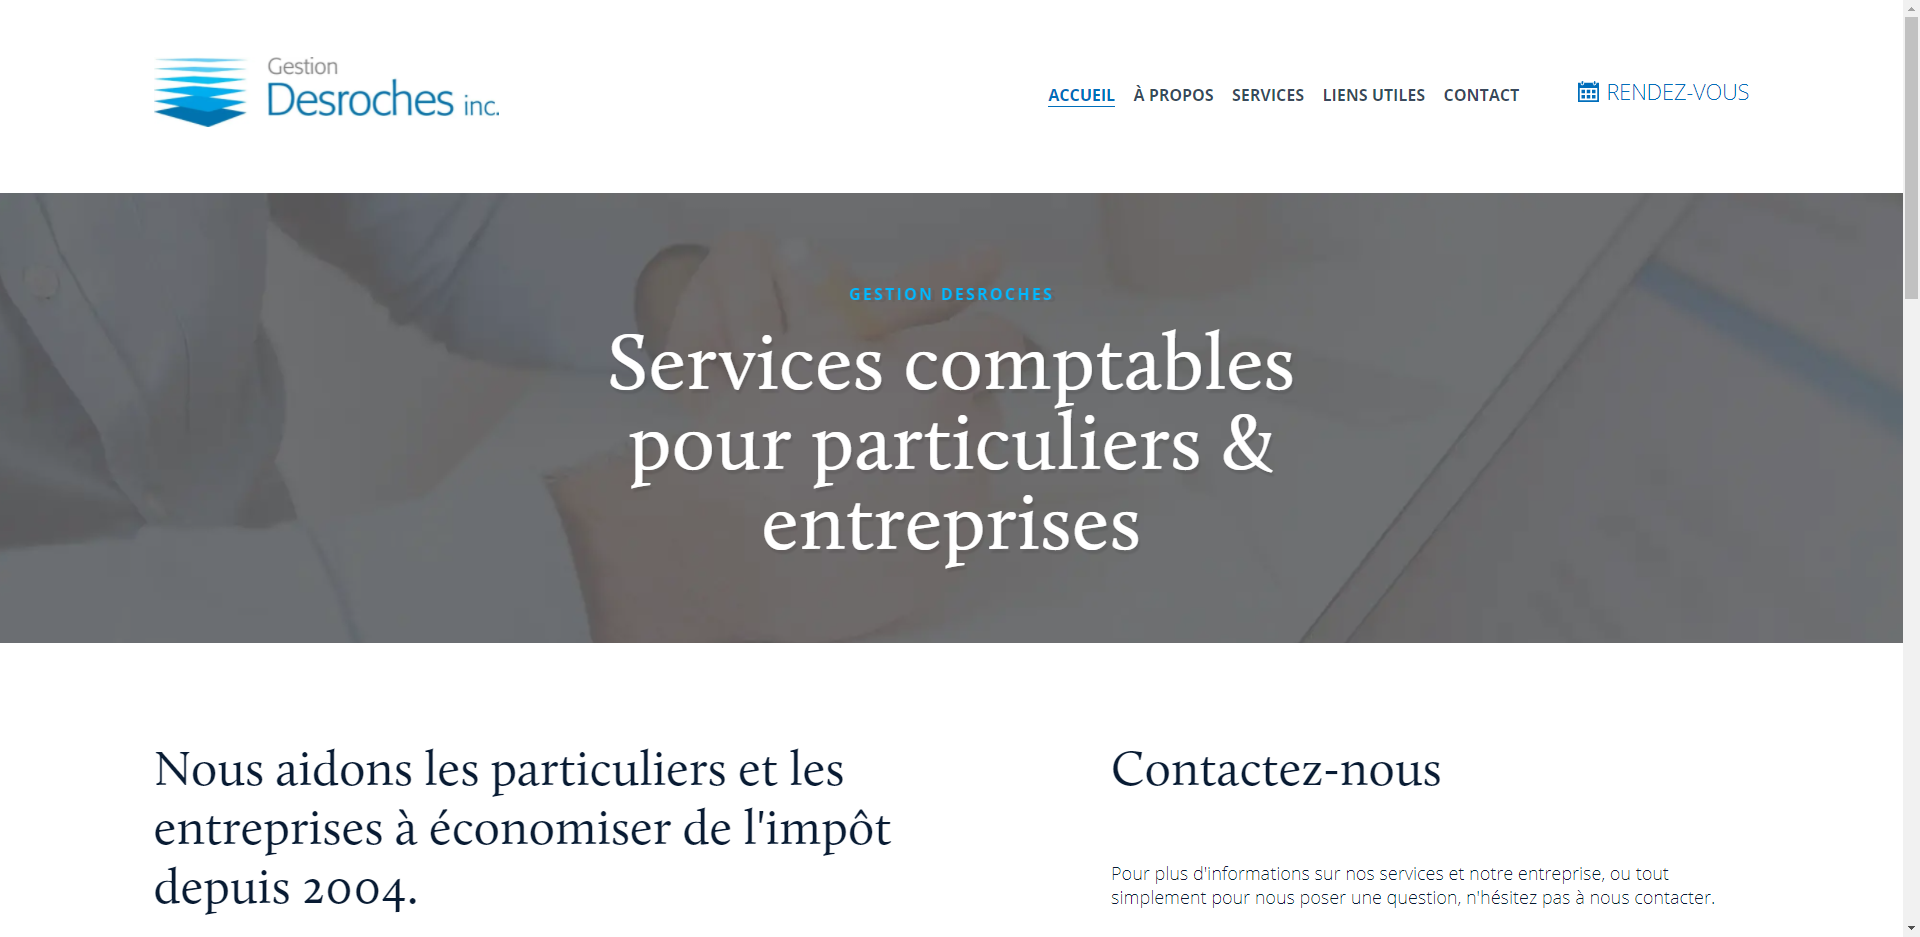 Gestion
Desroches inc.
ACCUEIL À PROPOS SERVICES LIENS UTILES CONTACT RENDEZ-VOUS
GESTION DESROCHES
Services comptables
pour particuliers &
entreprises
Nous aidons les particuliers et les
entreprises à économiser de l'impôt
depuis 2004.
Contactez-nous
Pour plus d'informations sur nos services et notre entreprise, ou tout
simplement pour nous poser une question, n'hésitez pas à nous contacter.